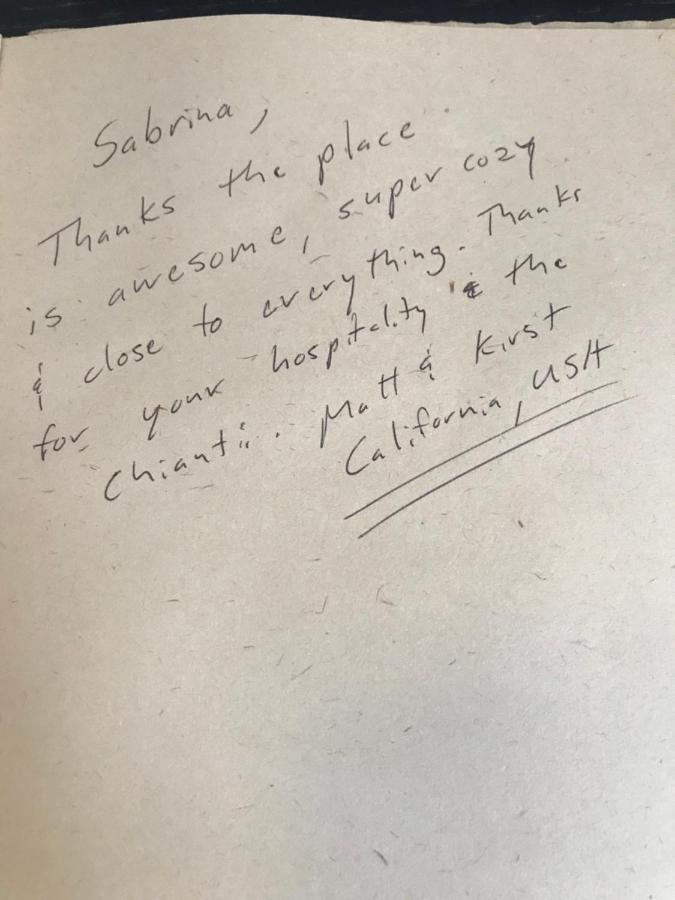 Sabrina,
Thanks the place
is awesome, super cozy
& close to everything. Thanks
for your hospitality & the
Chianti. Matt & Kirst
California, USA